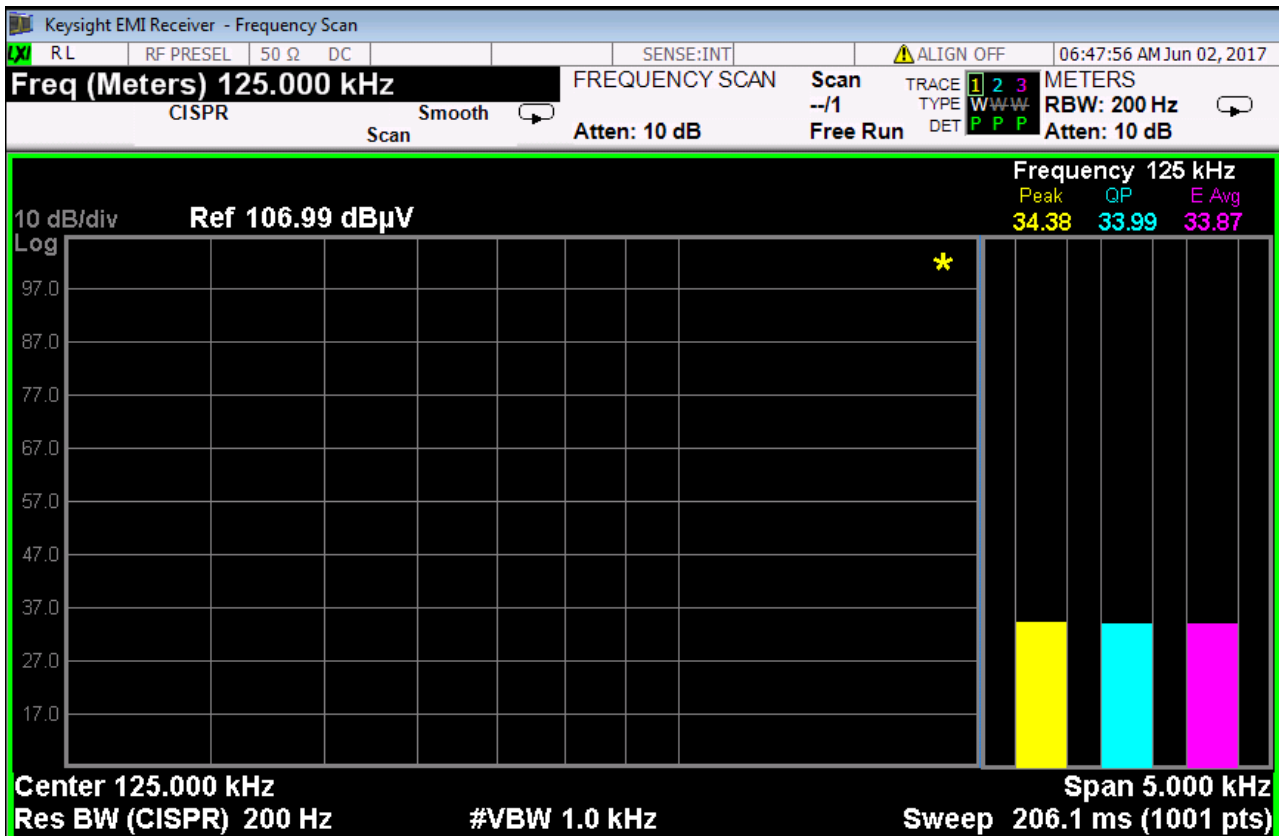 Keysight EMI Receiver - Frequency Scan
LXI RL RF PRESEL 50 Ω DC SENSE:INT ALIGN OFF 06:47:56 AM Jun 02, 2017
Freq (Meters) 125.000 kHz FREQUENCY SCAN Scan TRACE 1 2 3 METERS
CISPR Smooth --/1 TYPE W W W RBW: 200 Hz
Scan Atten: 10 dB Free Run DET P P P Atten: 10 dB
Frequency 125 kHz
Peak QP E Avg
10 dB/div Ref 106.99 dBµV 34.38 33.99 33.87
Log
*
97.0
87.0
77.0
67.0
57.0
47.0
37.0
27.0
17.0
Center 125.000 kHz Span 5.000 kHz
Res BW (CISPR) 200 Hz #VBW 1.0 kHz Sweep 206.1 ms (1001 pts)